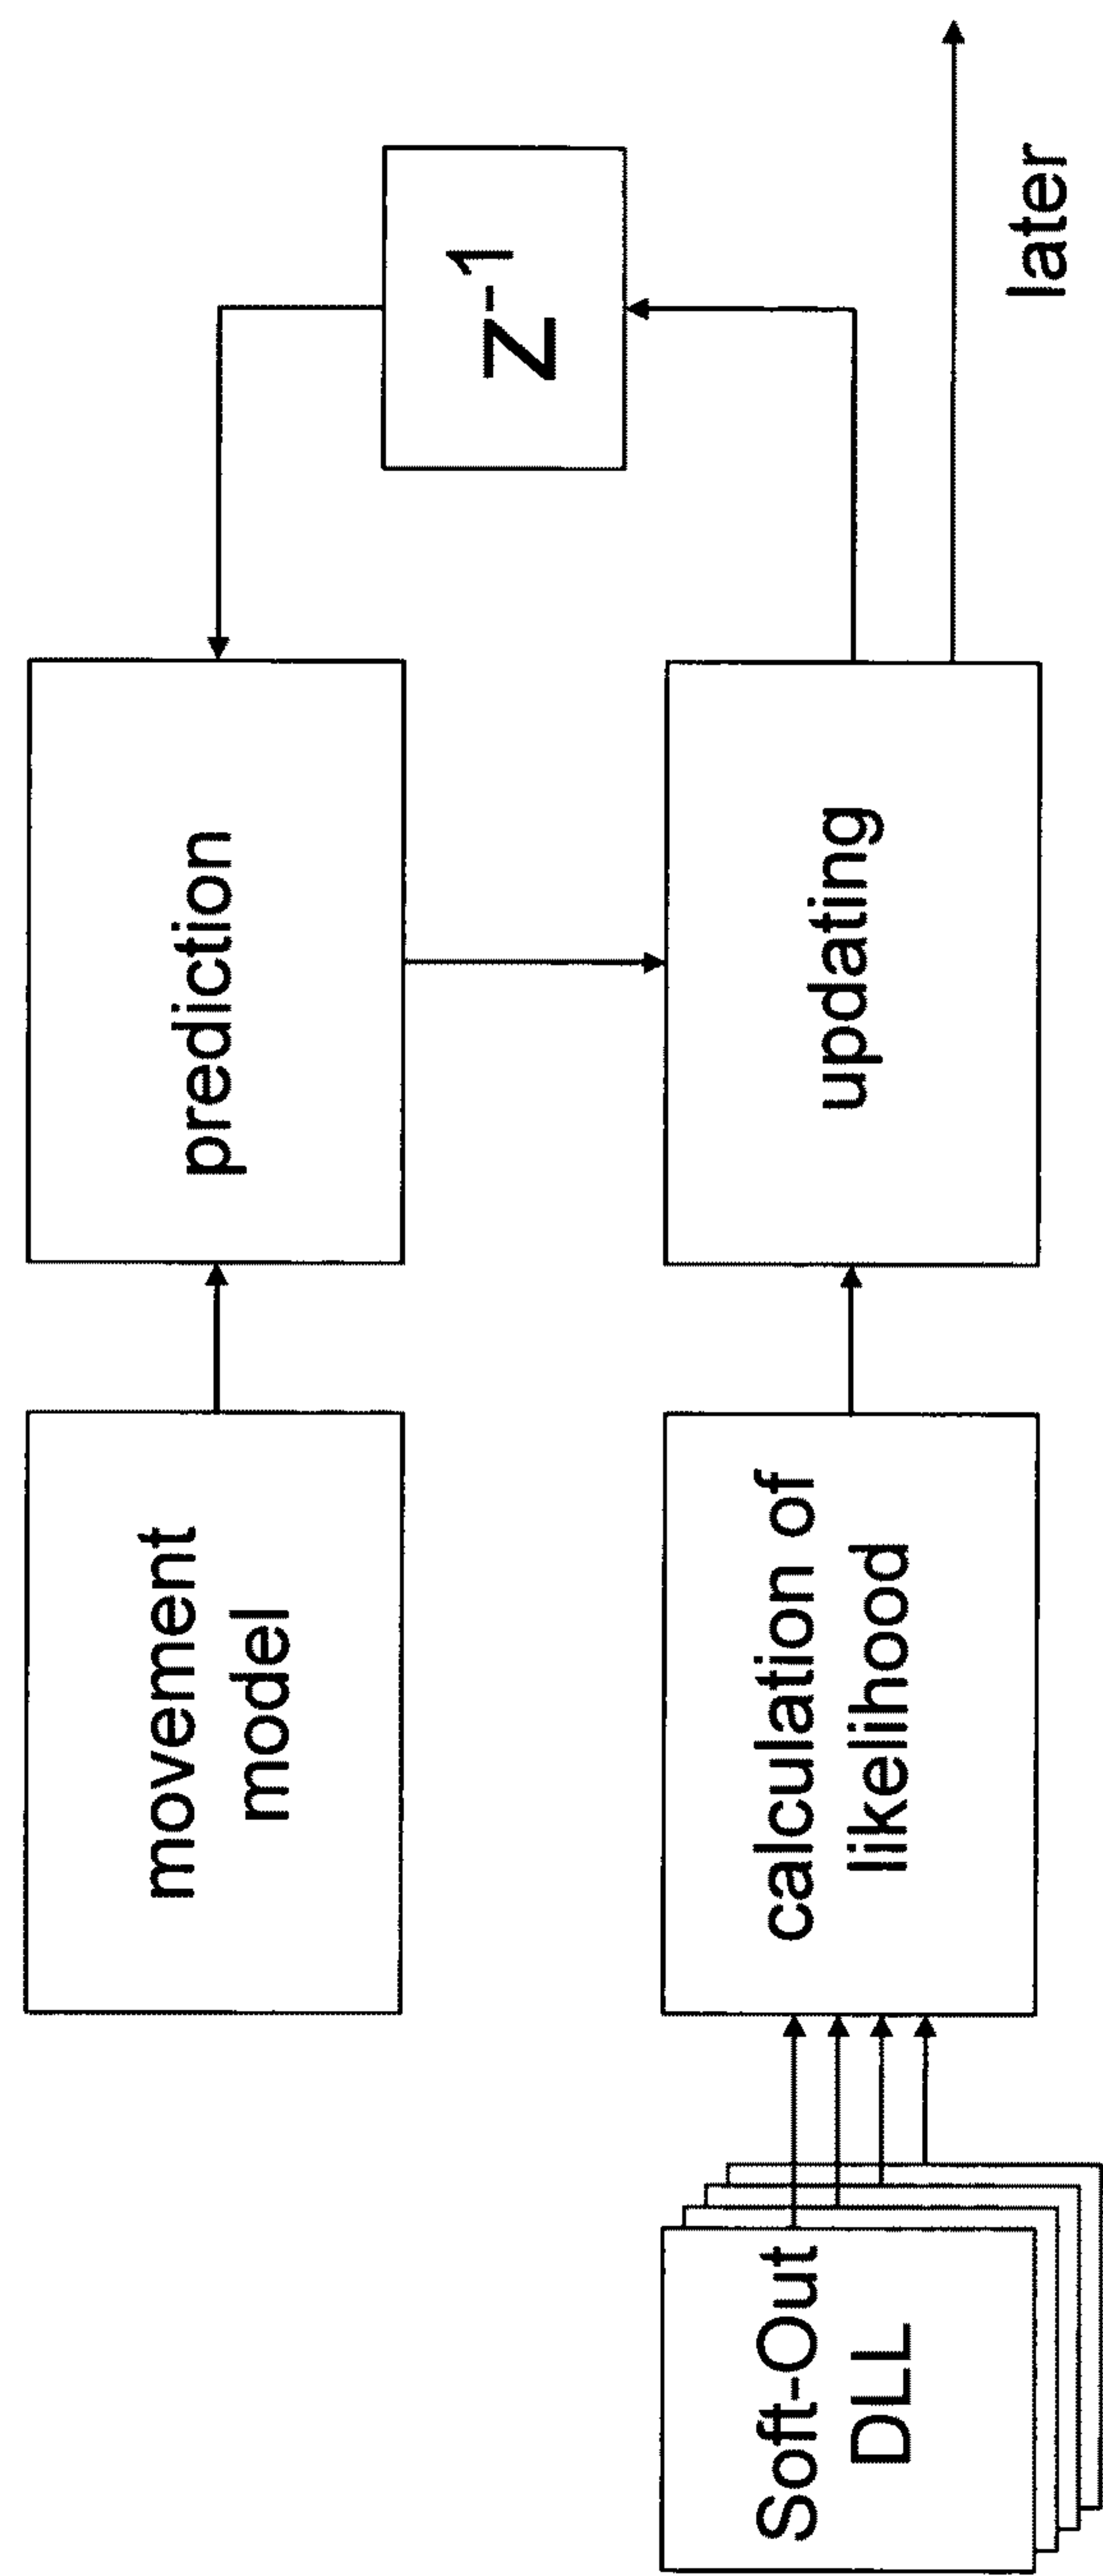 movement
model
prediction
z-1
Soft-Out
DLL
calculation of
likelihood
updating
later